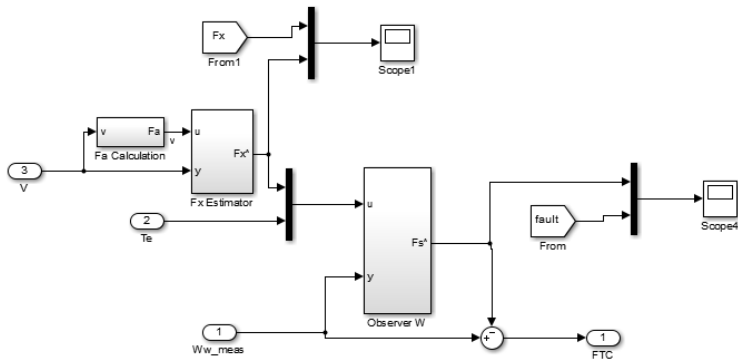 Fx
From1
Scope1
v
Fa
v
Fa Calculation
u
y
Fx^
Fx Estimator
3
V
2
Te
u
y
Fs^
Observer W
fault
From
Scope4
1
Ww_meas
+
−
1
FTC